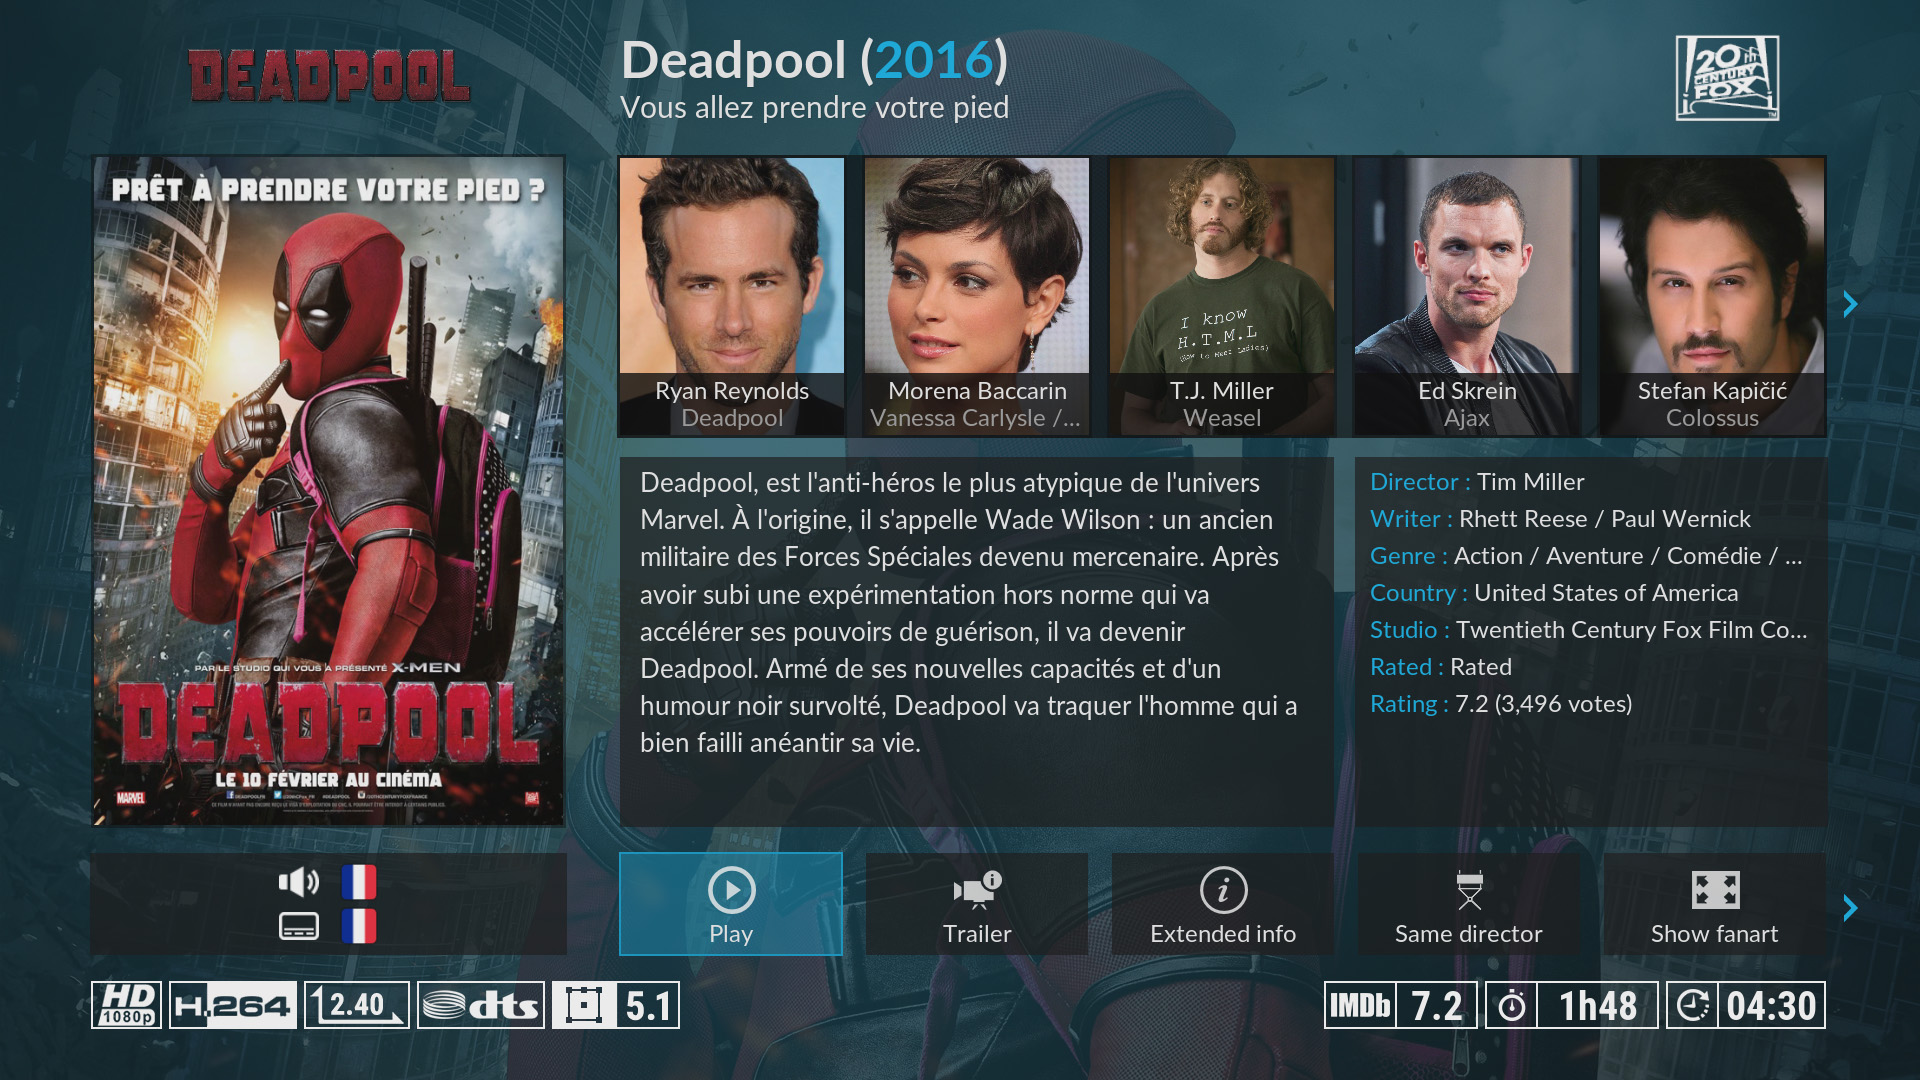 DEADPOOL
Deadpool (2016)
Vous allez prendre votre pied
20th
CENTURY
FOX
PRÊT À PRENDRE VOTRE PIED ?
PAR LE STUDIO QUI VOUS A PRÉSENTÉ X-MEN
DEADPOOL
LE 10 FÉVRIER AU CINÉMA
MARVEL
I know
H.T.M.L
(How to Meet Ladies)
Ryan Reynolds
Deadpool
Morena Baccarin
Vanessa Carlysle /...
T.J. Miller
Weasel
Ed Skrein
Ajax
Stefan Kapičić
Colossus
Deadpool, est l'anti-héros le plus atypique de l'univers
Marvel. À l'origine, il s'appelle Wade Wilson : un ancien
militaire des Forces Spéciales devenu mercenaire. Après
avoir subi une expérimentation hors norme qui va
accélérer ses pouvoirs de guérison, il va devenir
Deadpool. Armé de ses nouvelles capacités et d'un
humour noir survolté, Deadpool va traquer l'homme qui a
bien failli anéantir sa vie.
Director : Tim Miller
Writer : Rhett Reese / Paul Wernick
Genre : Action / Aventure / Comédie / ...
Country : United States of America
Studio : Twentieth Century Fox Film Co...
Rated : Rated
Rating : 7.2 (3,496 votes)
Play
Trailer
Extended info
Same director
Show fanart
HD
1080p
H.264
2.40
dts
5.1
IMDb 7.2
1h48
04:30